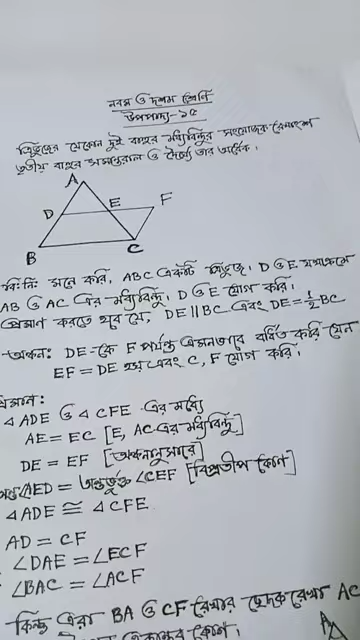 নবম ও দশম শ্রেণি
উপপাদ্য-১৫
ত্রিভুজের যেকোন দুই বাহুর মধ্যবিন্দুর সংযোজক রেখাংশ
তৃতীয় বাহুর সমান্তরাল ও দৈর্ঘ্যে তার অর্ধেক।
A
D E F
B C
বি:নি: মনে করি, ABC একটি ত্রিভুজ। D ও E যথাক্রমে
AB ও AC এর মধ্যবিন্দু। D ও E যোগ করি।
প্রমাণ করতে হবে যে, DE || BC এবং DE = 1/2 BC
অংকন: DE-কে F পর্যন্ত এমনভাবে বর্ধিত করি যেন
EF = DE হয় এবং C, F যোগ করি।
প্রমাণ:
△ADE ও △CFE -এর মধ্যে
AE = EC [E, AC এর মধ্যবিন্দু]
DE = EF [অংকনানুসারে]
AED = অন্তর্ভুক্ত ∠CEF [বিপ্রতীপ কোণ]
△ADE ≅ △CFE
AD = CF
∠DAE = ∠ECF
∠BAC = ∠ACF
কিন্তু এরা BA ও CF রেখার ছেদক রেখা AC
A